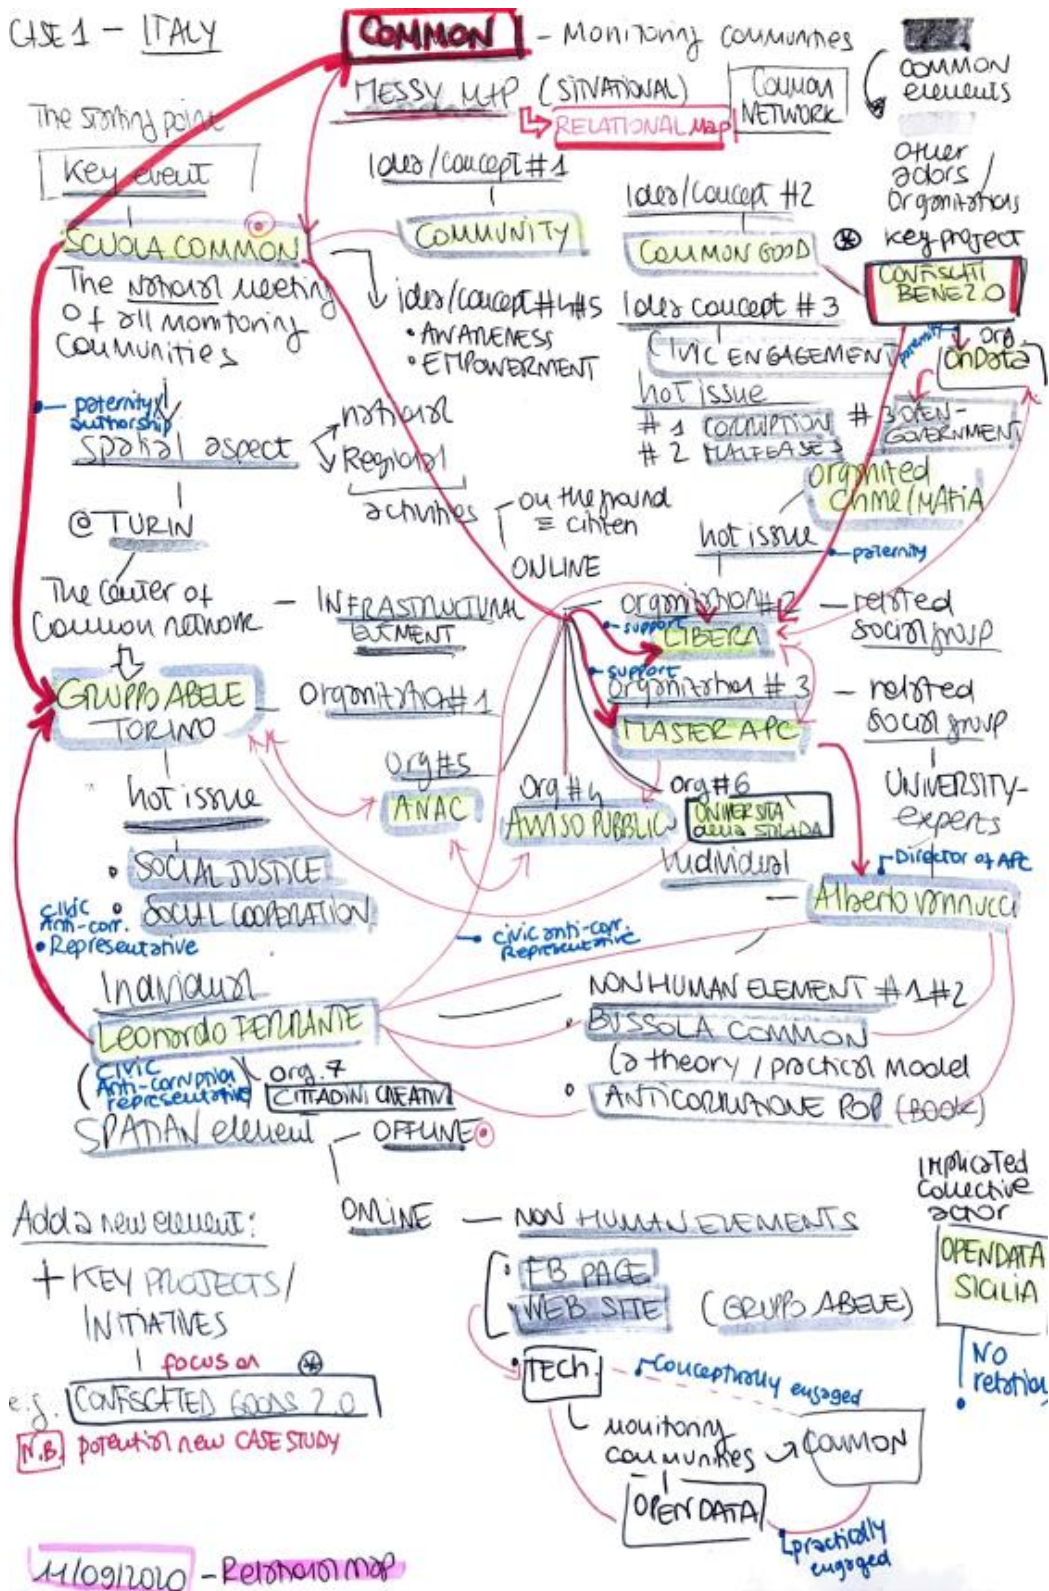 CASE 1 - ITALY
COMMON - Monitoring communities
MESSY MAP (SITUATIONAL)
RELATIONAL MAP
COMMON
NETWORK
COMMON
elements
Other
actors /
Organizations
The starting point
Key event
SCUOLA COMMON
The national meeting
Of all monitoring
communities
paternity/
authorship
spatial aspect
national
Regional
activities
@ TURIN
The center of
Common network
GRUPPO ABELE
TORINO
hot issue
SOCIAL JUSTICE
SOCIAL COOPERATION
Civic
Anti-corr.
Representative
Idea/concept #1
COMMUNITY
idea/concept #4#5
• AWARENESS
• EMPOWERMENT
Idea/concept #2
COMMON GOOD
Idea concept #3
CIVIC ENGAGEMENT
hot issue
#1 CORRUPTION
#2
#3 OPEN-
GOVERNMENT
key project
CONFISCATI
BENE 2.0
paternity
org.
OnData
organized
crime/MAFIA
hot issue
paternity
on the ground
= citizen
ONLINE
INFRASTRUCTURAL
ELEMENT
organization #2
support
LIBERA
related
social group
support
organization #3
MASTER APC
related
social group
Organization #1
Org #5
ANAC
Org #4
AVVISO PUBBLICO
org #6
UNIVERSITÀ
della STRADA
UNIVERSITY-
experts
Director of APC
Individual
Alberto Vannucci
civic anti-corr.
Representative
Individual
Leonardo FERRANTE
(Civic
Anti-corruption
representative)
org. 7
CITTADINI CREATIVI
NON HUMAN ELEMENT #1 #2
• BUSSOLA COMMON
(a theory / practical model
• ANTICORRUZIONE POP (BOOK)
element - OFFLINE
ONLINE - NON HUMAN ELEMENTS
• FB PAGE
• WEB SITE (GRUPPO ABELE)
• TECH.
Conceptually engaged
monitoring
communities
COMMON
OPEN DATA
practically
engaged
implicated
collective
actor
OPENDATA
SICILIA
NO
relation
Add a new element:
+ KEY PROJECTS/
INITIATIVES
focus on
e.g. CONFISCATED GOODS 2.0
N.B. potential new CASE STUDY
11/09/2020 - Relational map